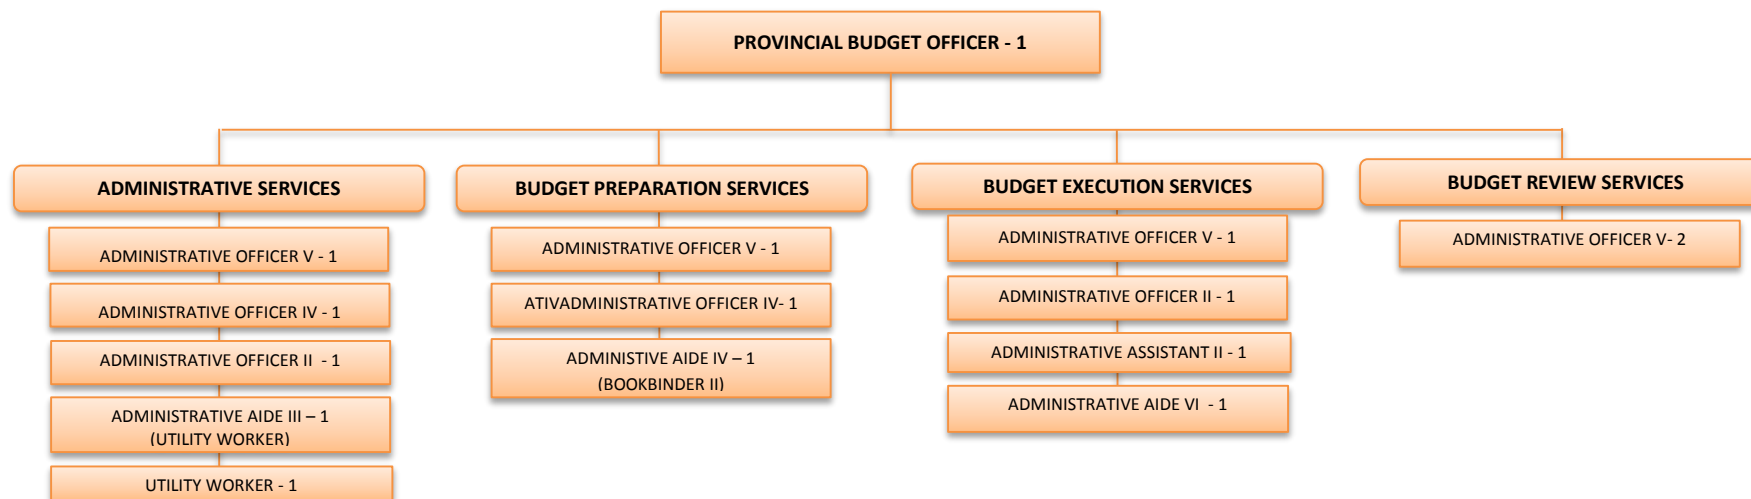 PROVINCIAL BUDGET OFFICER - 1
ADMINISTRATIVE SERVICES
ADMINISTRATIVE OFFICER V - 1
ADMINISTRATIVE OFFICER IV - 1
ADMINISTRATIVE OFFICER II - 1
ADMINISTRATIVE AIDE III – 1
(UTILITY WORKER)
UTILITY WORKER - 1
BUDGET PREPARATION SERVICES
ADMINISTRATIVE OFFICER V - 1
ATIVADMINISTRATIVE OFFICER IV- 1
ADMINISTIVE AIDE IV – 1
(BOOKBINDER II)
BUDGET EXECUTION SERVICES
ADMINISTRATIVE OFFICER V - 1
ADMINISTRATIVE OFFICER II - 1
ADMINISTRATIVE ASSISTANT II - 1
ADMINISTRATIVE AIDE VI - 1
BUDGET REVIEW SERVICES
ADMINISTRATIVE OFFICER V- 2